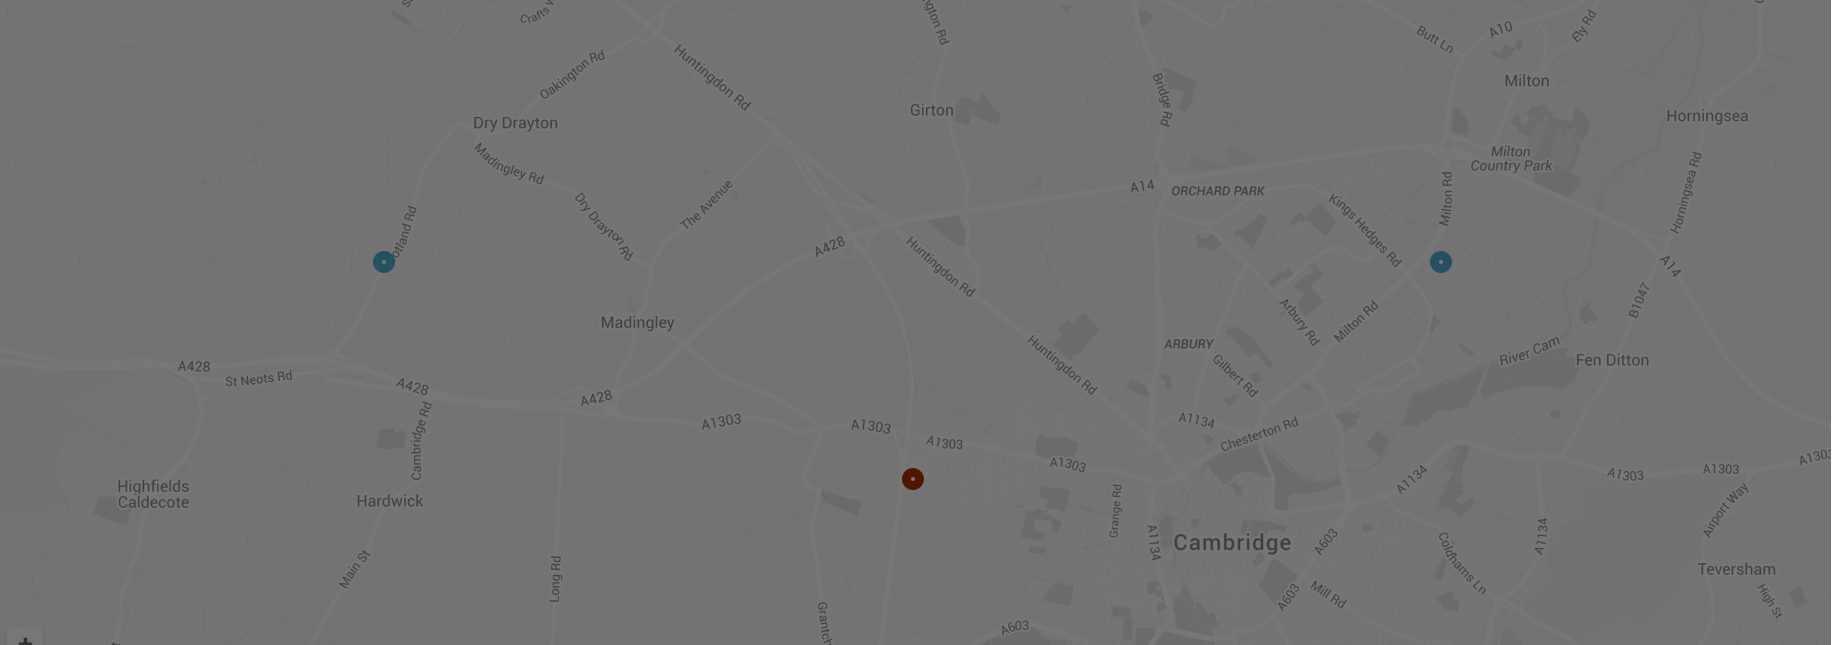 Crafts
Oakington Rd
Huntingdon Rd
Butt Ln
A10
Ely Rd
Milton
Bridge Rd
Girton
Dry Drayton
Horningsea
Madingley Rd
Milton
Country Park
A14
ORCHARD PARK
The Avenue
Dry Drayton Rd
Kings Hedges Rd
Milton Rd
Horningsea Rd
A428
Huntingdon Rd
A14
B1047
Madingley
Arbury Rd
Milton Rd
ARBURY
River Cam
Fen Ditton
A428
St Neots Rd
A428
Huntingdon Rd
Gilbert Rd
A428
Cambridge Rd
A1303
A1303
A1303
A1134
Chesterton Rd
A1303
A1134
A1303
A1303
A1303
Highfields
Caldecote
Hardwick
Grange Rd
Airport Way
A1134
Cambridge
A603
A1134
Coldhams Ln
Teversham
Main St
Long Rd
A603
Mill Rd
High St
A603
+